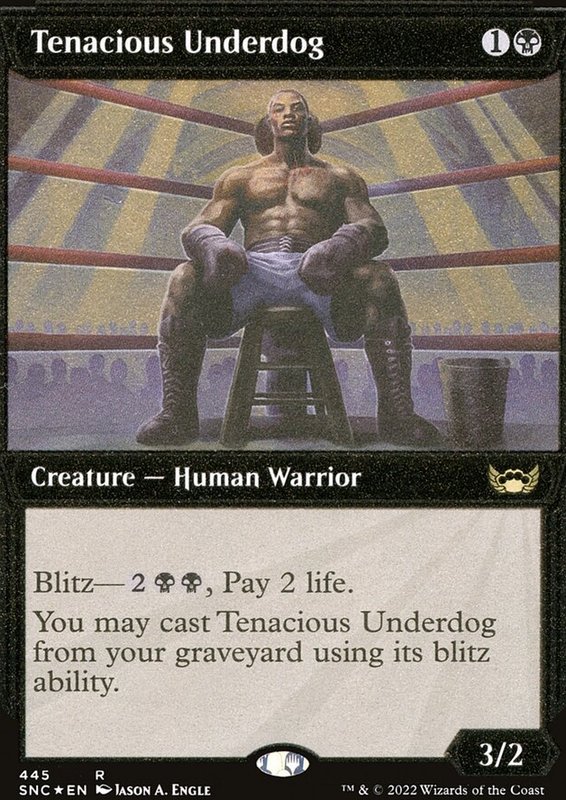 Tenacious Underdog 1
Creature — Human Warrior
Blitz—2, Pay 2 life.
You may cast Tenacious Underdog
from your graveyard using its blitz
ability.
3/2
445 R
SNC★EN Jason A. Engle
™ & © 2022 Wizards of the Coast